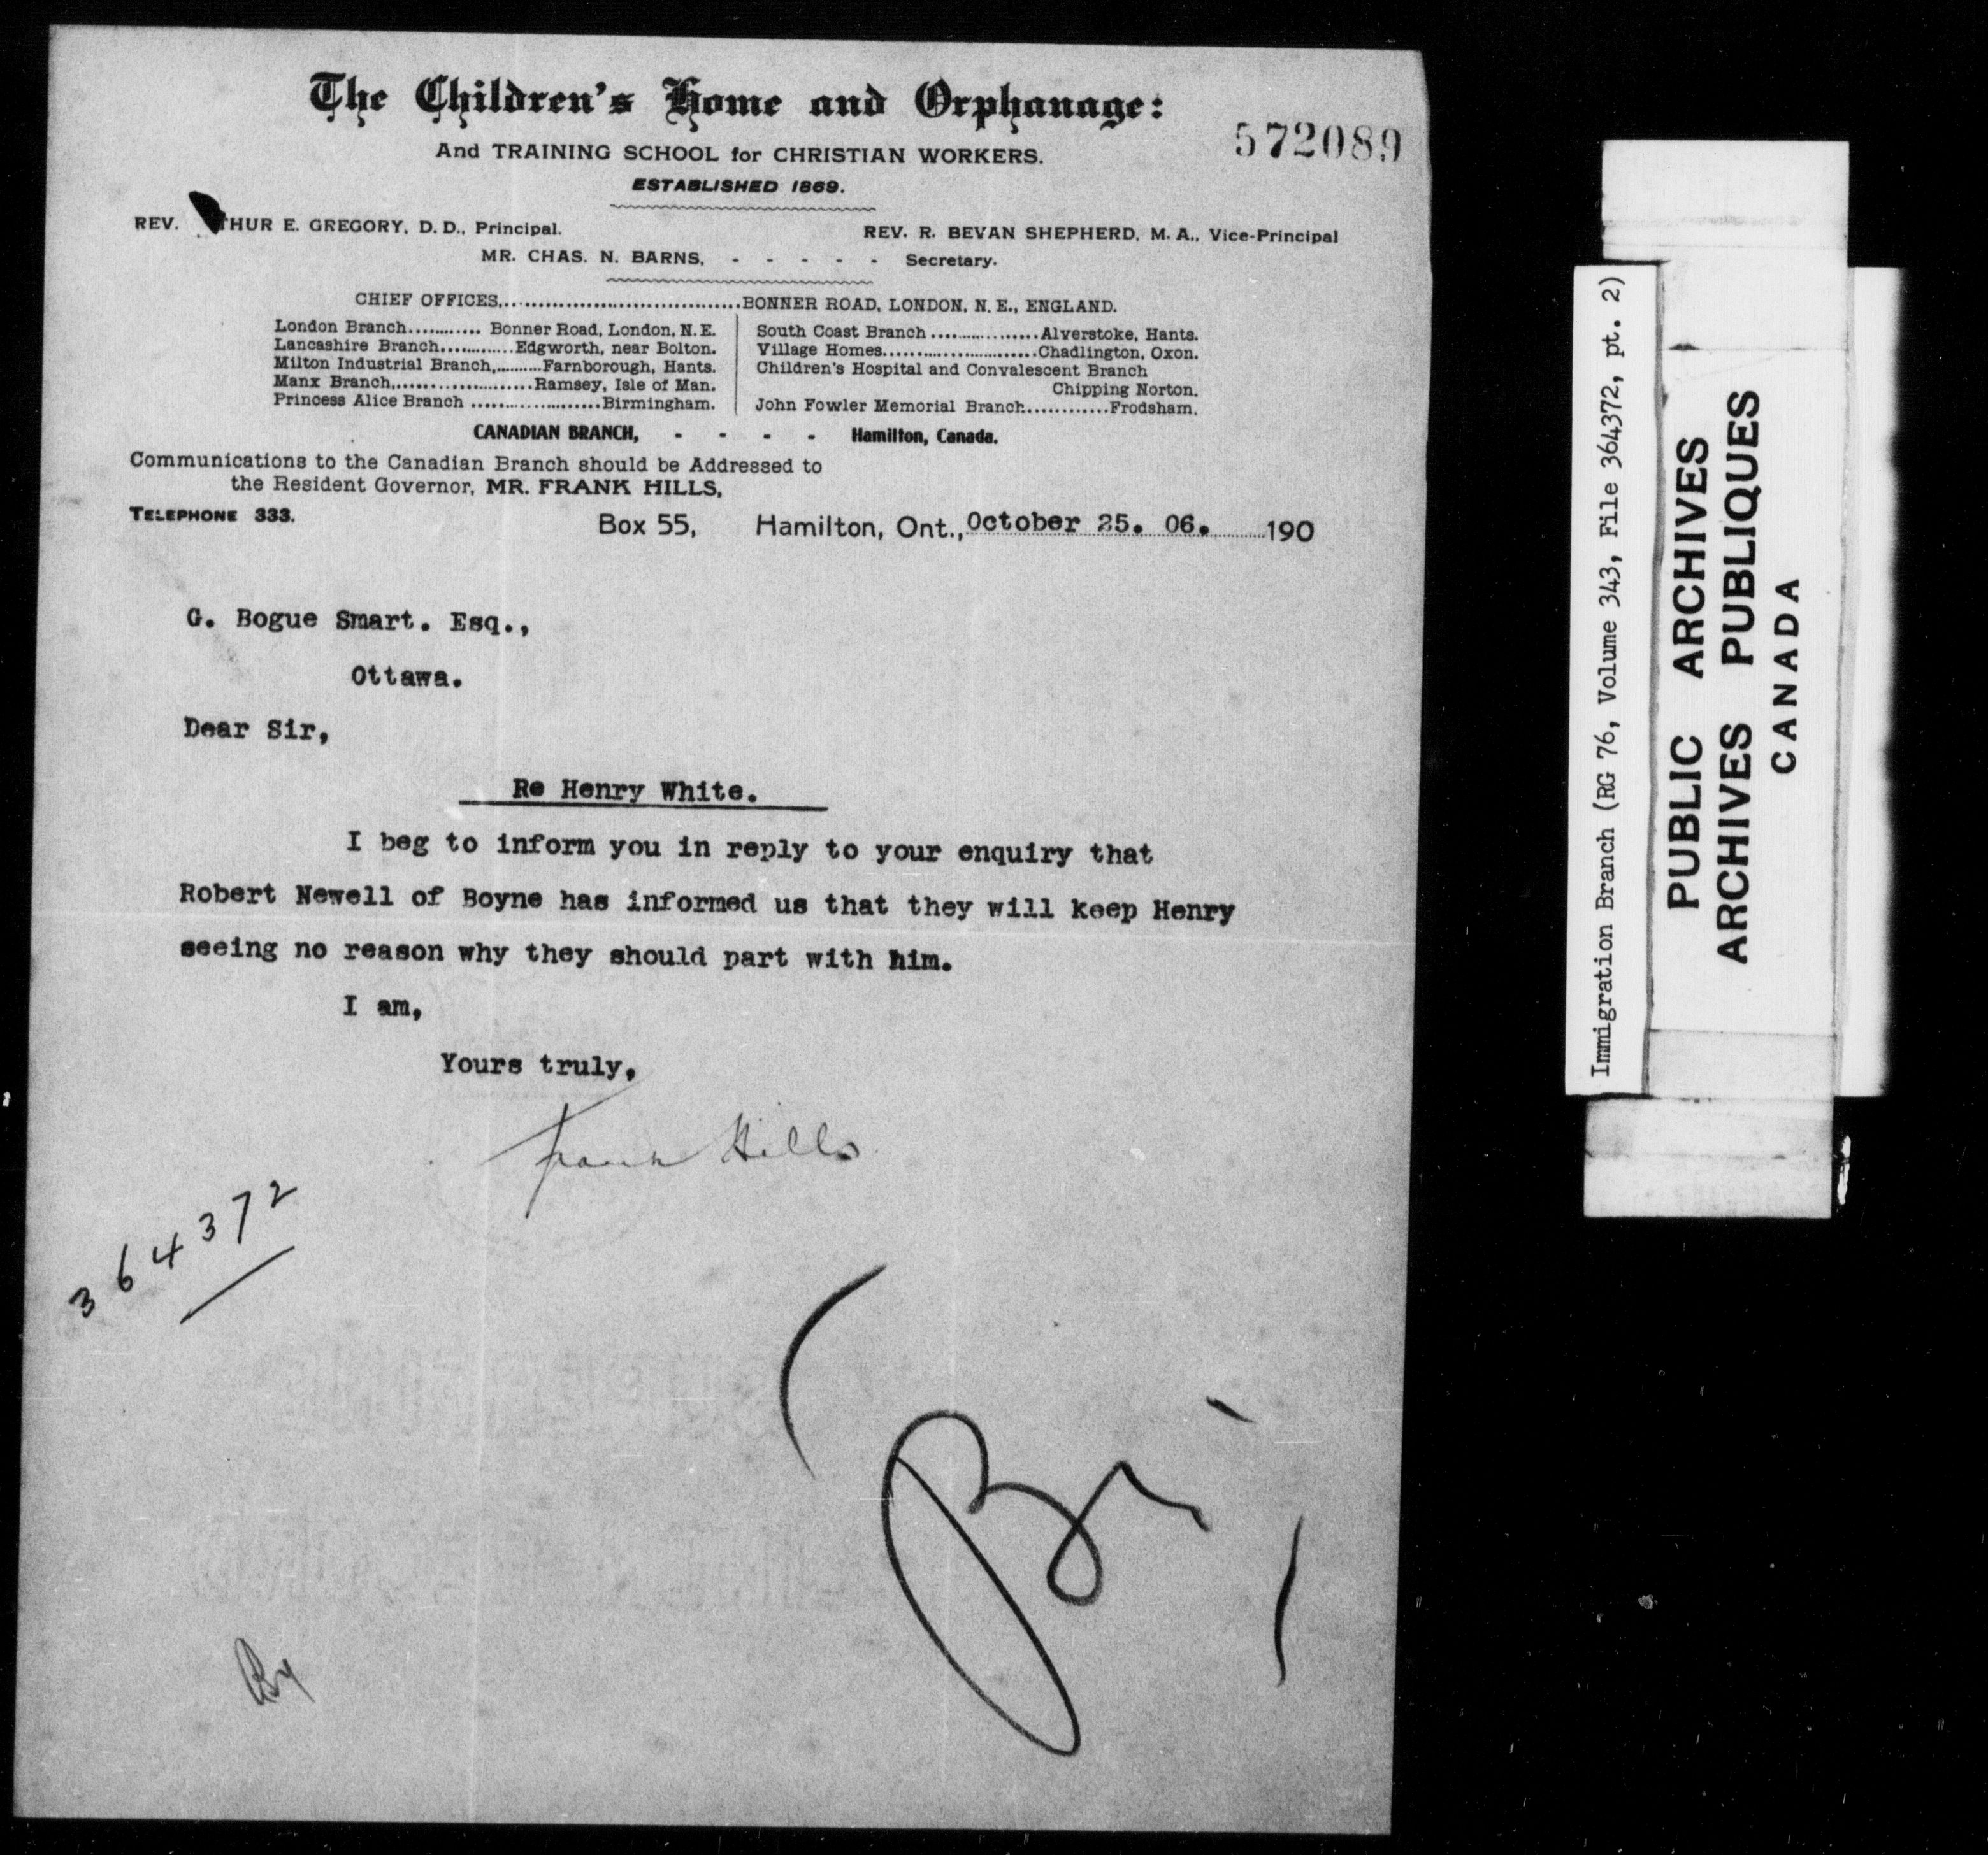 The Children's Home and Orphanage:
572089
And TRAINING SCHOOL for CHRISTIAN WORKERS.
ESTABLISHED 1869.
REV. THUR E. GREGORY, D. D., Principal.
REV. R. BEVAN SHEPHERD, M. A., Vice-Principal
MR. CHAS. N. BARNS, - - - - - Secretary.
CHIEF OFFICES,....................................BONNER ROAD, LONDON, N. E., ENGLAND.
London Branch........... Bonner Road, London, N. E.
Lancashire Branch............Edgworth, near Bolton.
Milton Industrial Branch,.........Farnborough, Hants.
Manx Branch,.....................Ramsey, Isle of Man.
Princess Alice Branch ....................Birmingham.
South Coast Branch .................Alverstoke, Hants.
Village Homes........................Chadlington, Oxon.
Children's Hospital and Convalescent Branch
Chipping Norton.
John Fowler Memorial Branch............Frodsham.
CANADIAN BRANCH, - - - - Hamilton, Canada.
Communications to the Canadian Branch should be Addressed to
the Resident Governor, MR. FRANK HILLS,
TELEPHONE 333.
Box 55, Hamilton, Ont., October 25. 06. 190
G. Bogue Smart. Esq.,
Ottawa.
Dear Sir,
Re Henry White.
I beg to inform you in reply to your enquiry that
Robert Newell of Boyne has informed us that they will keep Henry
seeing no reason why they should part with him.
I am,
Yours truly,
Frank Hills
364372
Immigration Branch (RG 76, Volume 343, File 364372, pt. 2)
PUBLIC ARCHIVES
ARCHIVES PUBLIQUES
CANADA